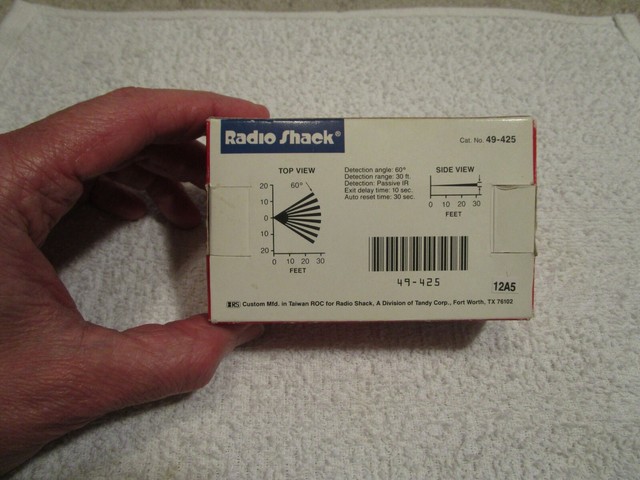 Radio Shack®
Cat. No. 49-425
TOP VIEW
60°
20
10
0
10
20
0 10 20 30
FEET
Detection angle: 60°
Detection range: 30 ft.
Detection: Passive IR
Exit delay time: 10 sec.
Auto reset time: 30 sec.
SIDE VIEW
0 10 20 30
FEET
49-425
12A5
Custom Mfd. in Taiwan ROC for Radio Shack, A Division of Tandy Corp., Fort Worth, TX 76102